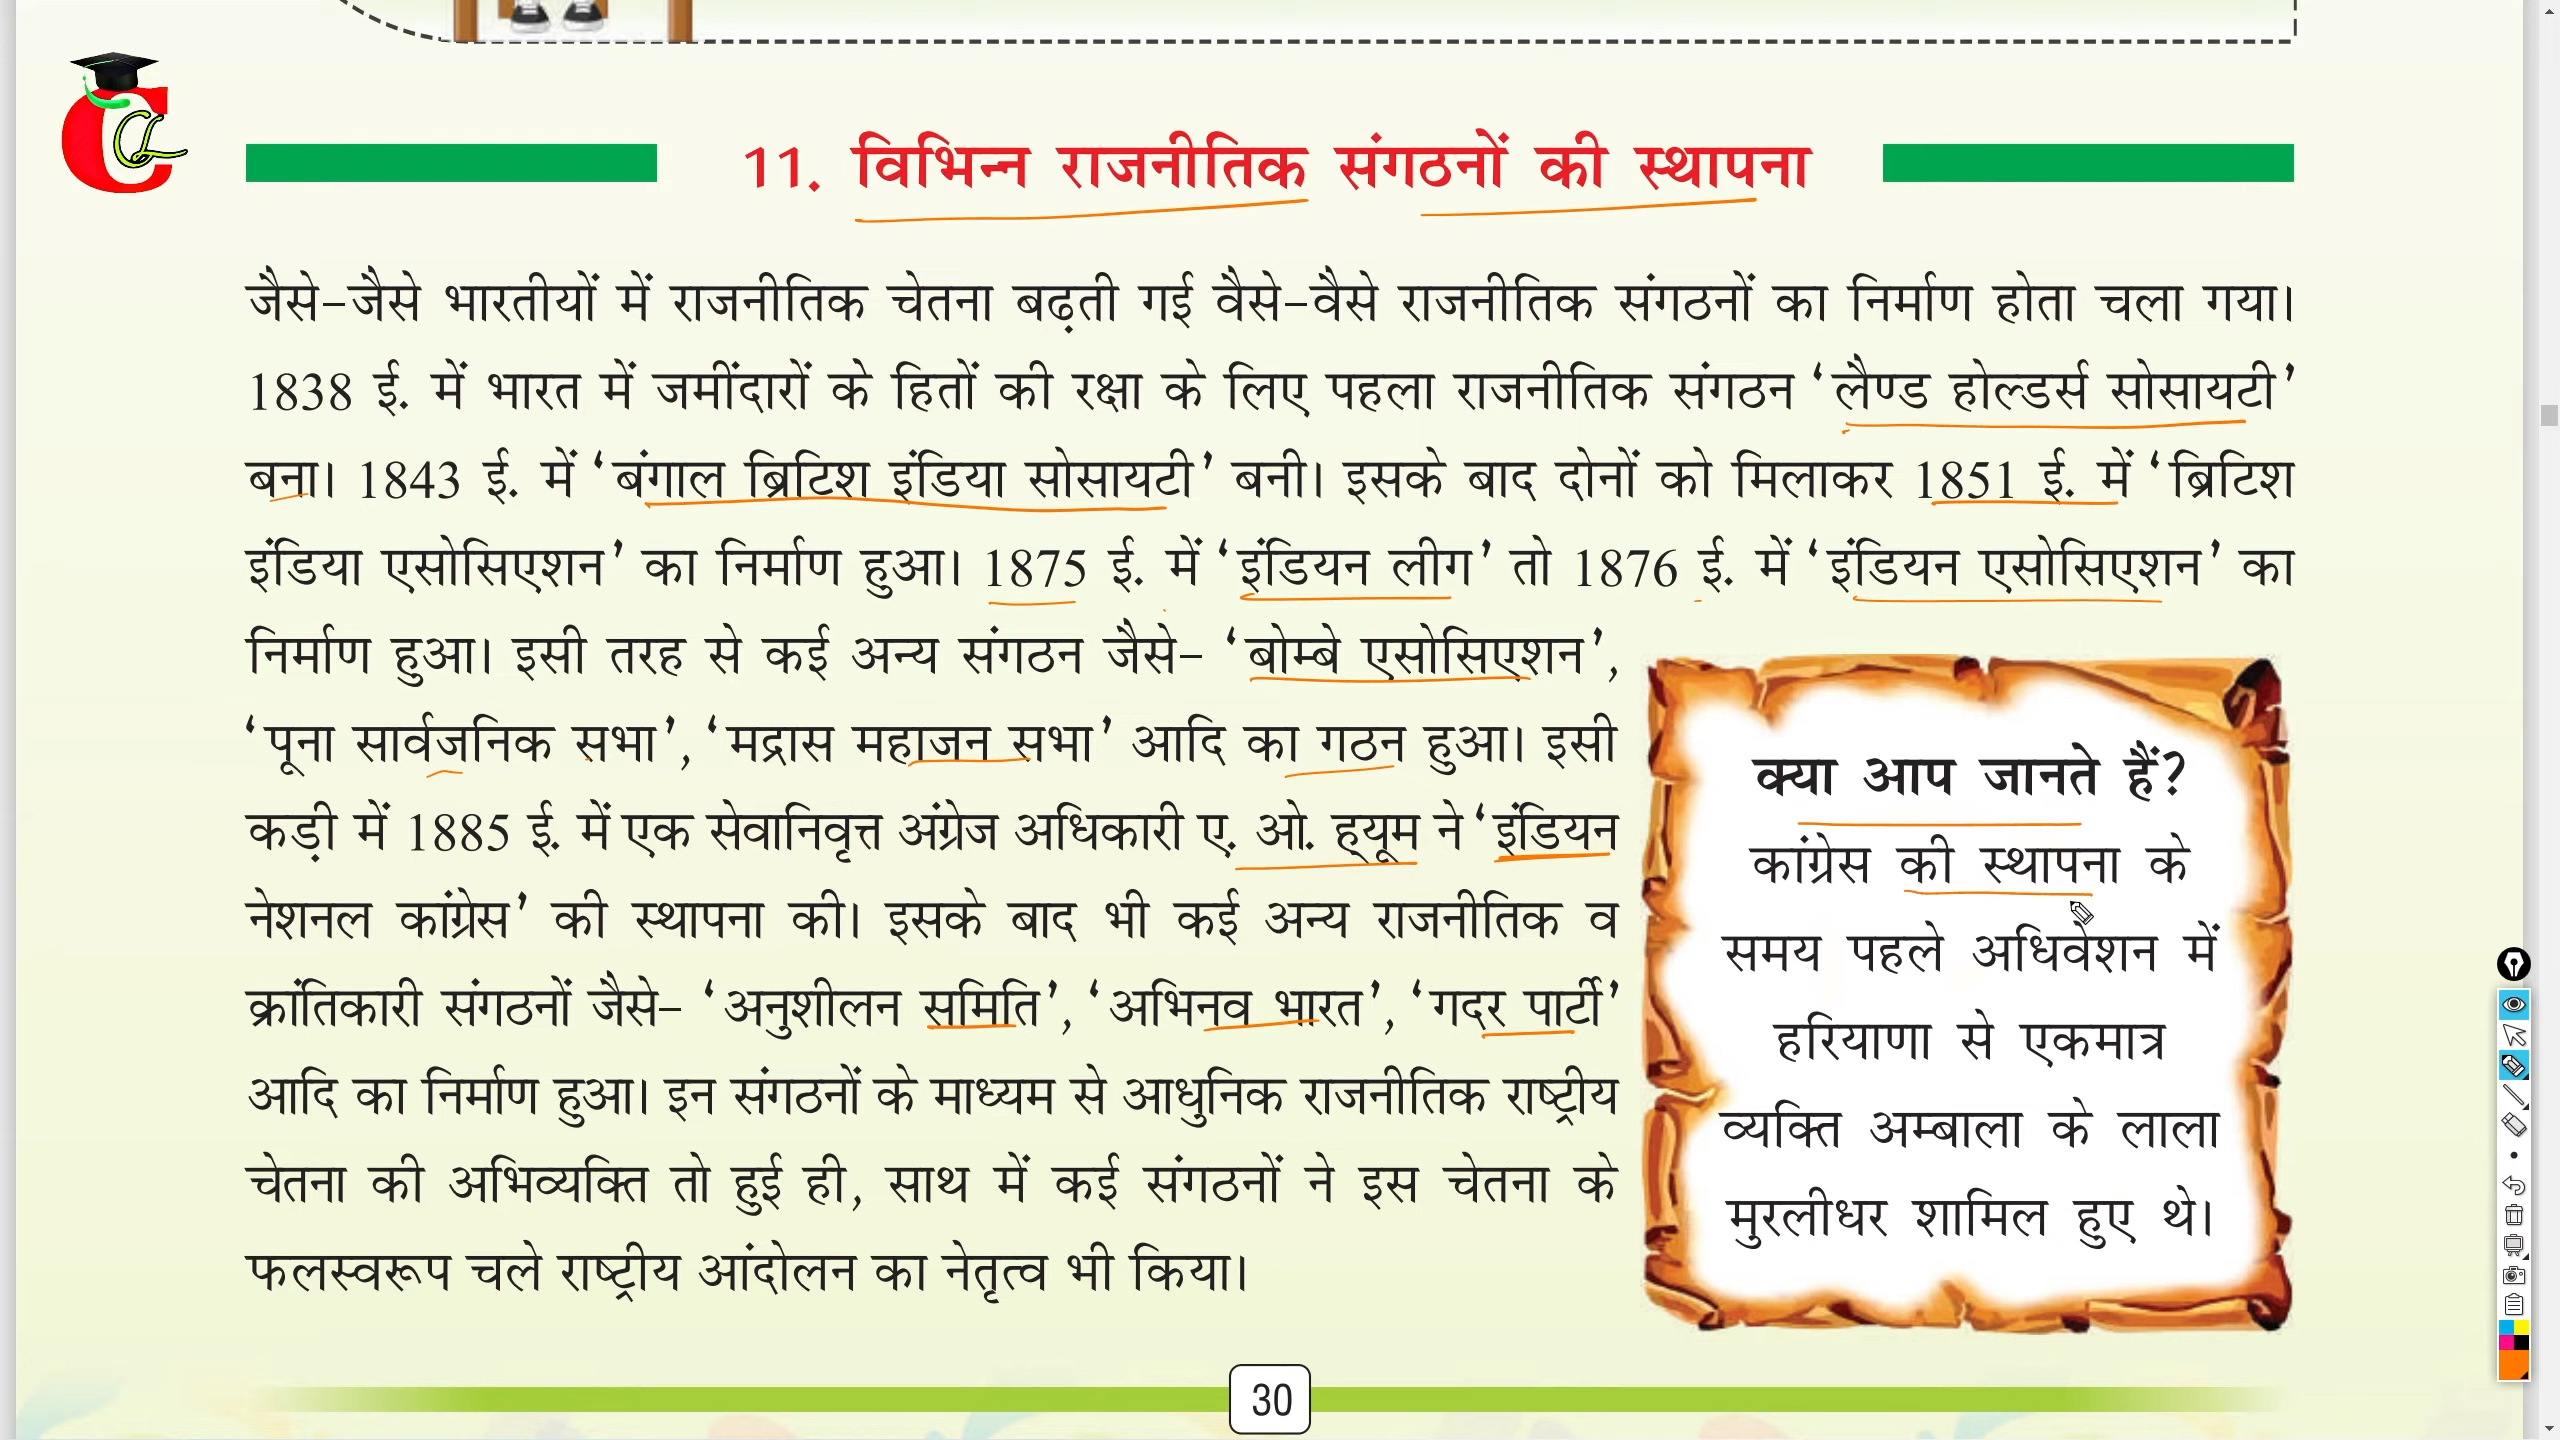 11. विभिन्न राजनीतिक संगठनों की स्थापना
जैसे-जैसे भारतीयों में राजनीतिक चेतना बढ़ती गई वैसे-वैसे राजनीतिक संगठनों का निर्माण होता चला गया।
1838 ई. में भारत में जमींदारों के हितों की रक्षा के लिए पहला राजनीतिक संगठन ‘लैण्ड होल्डर्स सोसायटी’
बना। 1843 ई. में ‘बंगाल ब्रिटिश इंडिया सोसायटी’ बनी। इसके बाद दोनों को मिलाकर 1851 ई. में ‘ब्रिटिश
इंडिया एसोसिएशन’ का निर्माण हुआ। 1875 ई. में ‘इंडियन लीग’ तो 1876 ई. में ‘इंडियन एसोसिएशन’ का
निर्माण हुआ। इसी तरह से कई अन्य संगठन जैसे- ‘बोम्बे एसोसिएशन’,
‘पूना सार्वजनिक सभा’, ‘मद्रास महाजन सभा’ आदि का गठन हुआ। इसी
कड़ी में 1885 ई. में एक सेवानिवृत्त अंग्रेज अधिकारी ए. ओ. ह्यूम ने ‘इंडियन
नेशनल कांग्रेस’ की स्थापना की। इसके बाद भी कई अन्य राजनीतिक व
क्रांतिकारी संगठनों जैसे- ‘अनुशीलन समिति’, ‘अभिनव भारत’, ‘गदर पार्टी’
आदि का निर्माण हुआ। इन संगठनों के माध्यम से आधुनिक राजनीतिक राष्ट्रीय
चेतना की अभिव्यक्ति तो हुई ही, साथ में कई संगठनों ने इस चेतना के
फलस्वरूप चले राष्ट्रीय आंदोलन का नेतृत्व भी किया।
क्या आप जानते हैं?
कांग्रेस की स्थापना के
समय पहले अधिवेशन में
हरियाणा से एकमात्र
व्यक्ति अम्बाला के लाला
मुरलीधर शामिल हुए थे।
30